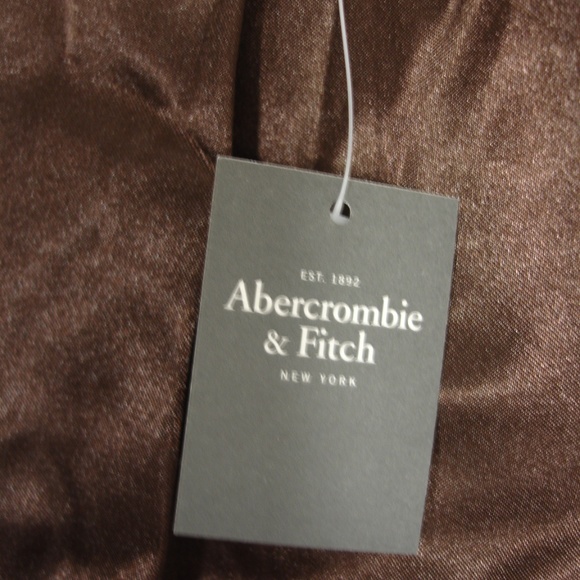 EST. 1892
Abercrombie
& Fitch
NEW YORK